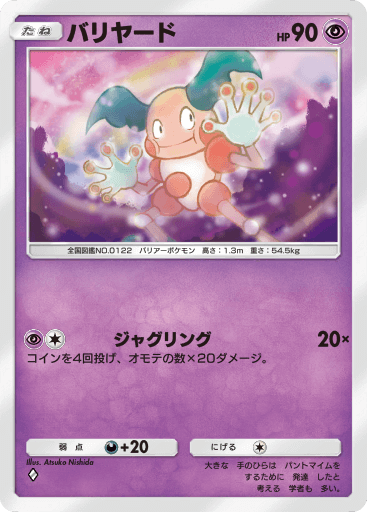 たね バリヤード HP 90
全国図鑑NO.0122 バリアーポケモン 高さ：1.3m 重さ：54.5kg
ジャグリング 20×
コインを4回投げ、オモテの数×20ダメージ。
弱点 +20 にげる
Illus. Atsuko Nishida
大きな 手のひらは パントマイムを
するために 発達 したと
考える 学者も 多い。